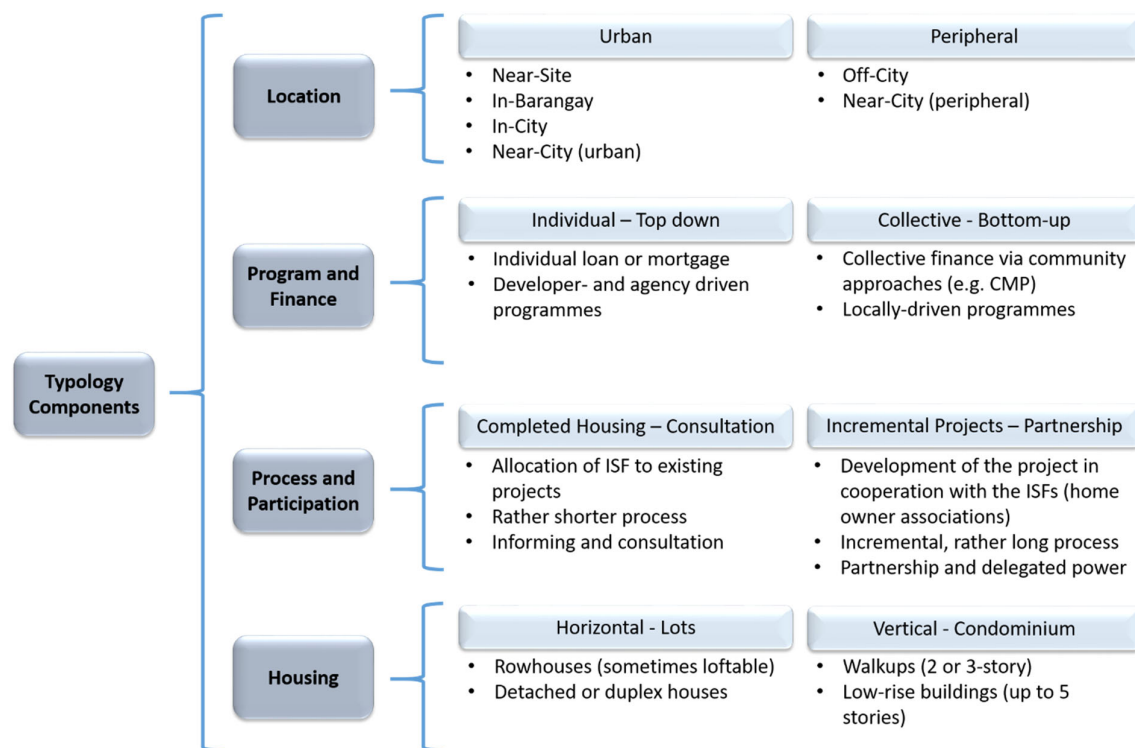 Typology
Components
Location
Urban
• Near-Site
• In-Barangay
• In-City
• Near-City (urban)
Peripheral
• Off-City
• Near-City (peripheral)
Program and
Finance
Individual – Top down
• Individual loan or mortgage
• Developer- and agency driven
programmes
Collective - Bottom-up
• Collective finance via community
approaches (e.g. CMP)
• Locally-driven programmes
Process and
Participation
Completed Housing – Consultation
• Allocation of ISF to existing
projects
• Rather shorter process
• Informing and consultation
Incremental Projects – Partnership
• Development of the project in
cooperation with the ISFs (home
owner associations)
• Incremental, rather long process
• Partnership and delegated power
Housing
Horizontal - Lots
• Rowhouses (sometimes loftable)
• Detached or duplex houses
Vertical - Condominium
• Walkups (2 or 3-story)
• Low-rise buildings (up to 5
stories)